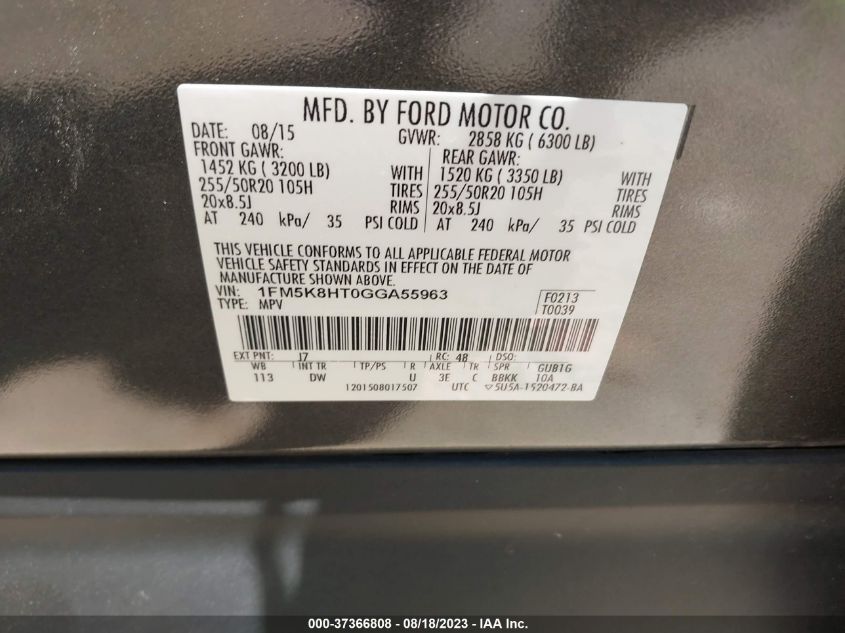 MFD. BY FORD MOTOR CO.
DATE: 08/15 GVWR: 2858 KG ( 6300 LB)
FRONT GAWR: REAR GAWR:
1452 KG ( 3200 LB) WITH 1520 KG ( 3350 LB) WITH
255/50R20 105H TIRES 255/50R20 105H TIRES
20x8.5J RIMS 20x8.5J RIMS
AT 240 kPa/ 35 PSI COLD AT 240 kPa/ 35 PSI COLD
THIS VEHICLE CONFORMS TO ALL APPLICABLE FEDERAL MOTOR
VEHICLE SAFETY STANDARDS IN EFFECT ON THE DATE OF
MANUFACTURE SHOWN ABOVE.
VIN: 1FM5K8HT0GGA55963 F0213
TYPE: MPV T0039
EXT PNT: J7 RC: 48 DSO:
WB INT TR TP/PS R AXLE TR SPR GUB1G
113 DW U 3F C BBKK 10A
1201508017507 UTC 5U5A-1520472-BA
000-37366808 - 08/18/2023 - IAA Inc.